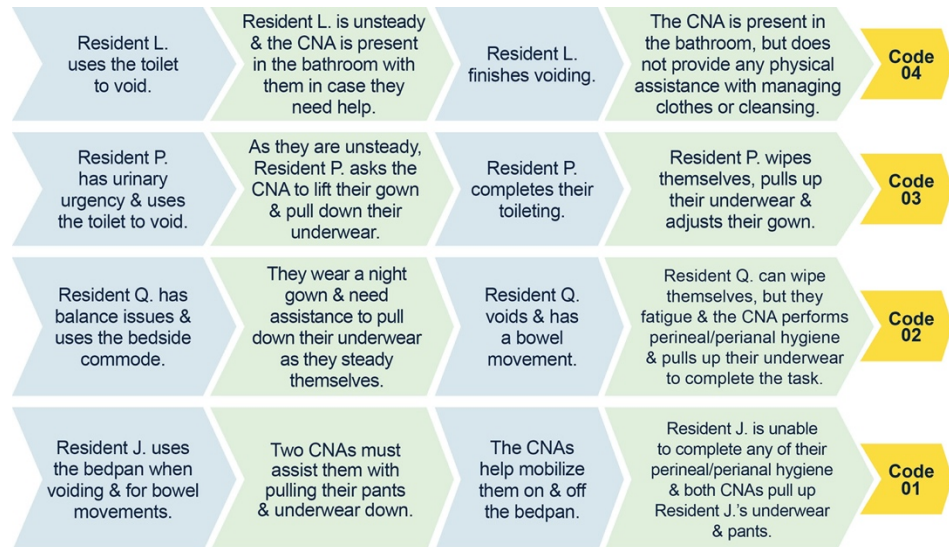 Resident L.
uses the toilet
to void.
Resident L. is unsteady
& the CNA is present
in the bathroom with
them in case they
need help.
Resident L.
finishes voiding.
The CNA is present in
the bathroom, but does
not provide any physical
assistance with managing
clothes or cleansing.
Code
04
Resident P.
has urinary
urgency & uses
the toilet to void.
As they are unsteady,
Resident P. asks the
CNA to lift their gown
& pull down their
underwear.
Resident P.
completes their
toileting.
Resident P. wipes
themselves, pulls up
their underwear &
adjusts their gown.
Code
03
Resident Q. has
balance issues &
uses the bedside
commode.
They wear a night
gown & need
assistance to pull
down their underwear
as they steady
themselves.
Resident Q.
voids & has
a bowel
movement.
Resident Q. can wipe
themselves, but they
fatigue & the CNA performs
perineal/perianal hygiene
& pulls up their underwear
to complete the task.
Code
02
Resident J. uses
the bedpan when
voiding & for bowel
movements.
Two CNAs must
assist them with
pulling their pants
& underwear down.
The CNAs
help mobilize
them on & off
the bedpan.
Resident J. is unable
to complete any of their
perineal/perianal hygiene
& both CNAs pull up
Resident J.'s underwear
& pants.
Code
01